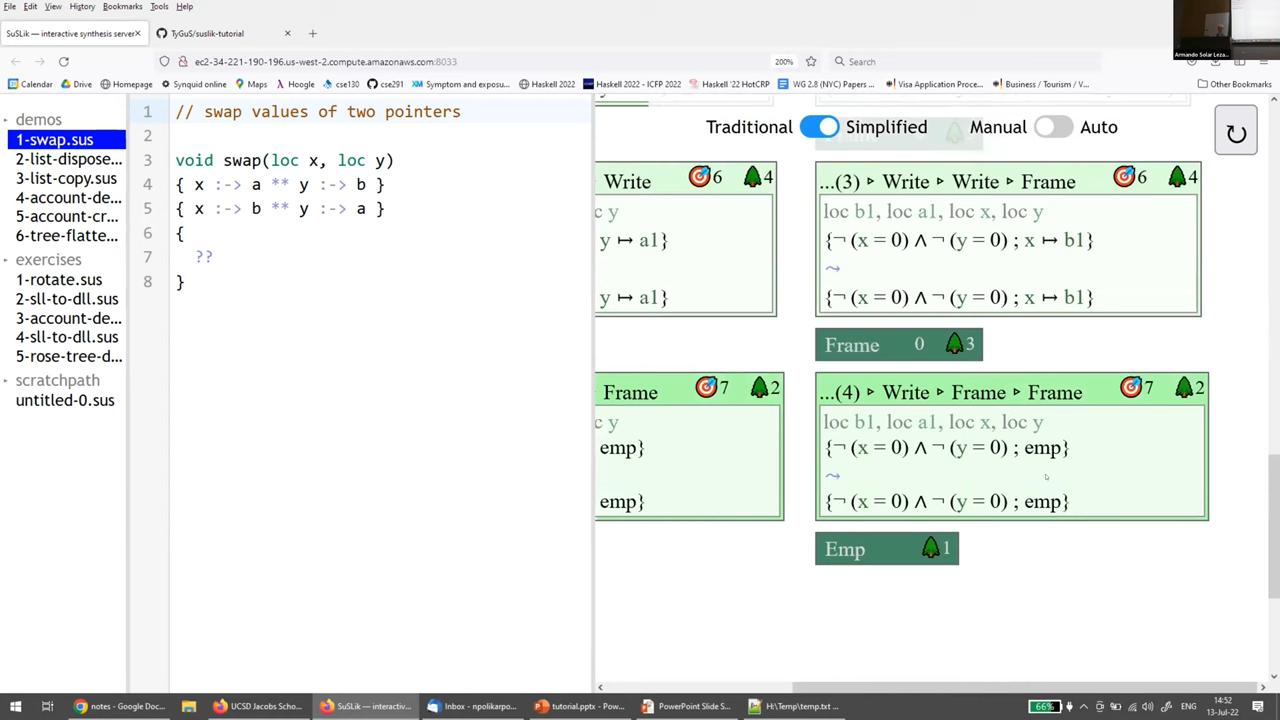 File Edit View History Bookmarks Tools Help
SuSLik — interactive synthesis server
TyGuS/suslik-tutorial
Armando Solar Leza...
ec2-34-221-190-196.us-west-2.compute.amazonaws.com:8033
200%
Search
Calendar Drive Homepage Synquid online Maps Hoogle cse130 cse291 Symptom and exposu... Haskell 2022 Haskell 2022 - ICFP 2022 Haskell '22 HotCRP WG 2.8 (WG 2.8) Paper Visa Application Proce... Business / Tourism / V... Other Bookmarks
demos
1-swap.sus
2-list-dispose...
3-list-copy.sus
4-account-de...
5-account-cr...
6-tree-flatte...
exercises
1-rotate.sus
2-sll-to-dll.sus
3-account-de...
4-sll-to-dll.sus
5-rose-tree-d...
scratchpath
untitled-0.sus
1 // swap values of two pointers
2
3 void swap(loc x, loc y)
4 { x :-> a ** y :-> b }
5 { x :-> b ** y :-> a }
6 {
7 ??
8 }
Traditional Simplified Manual Auto
Write 6 4
c y
y ↦ a1}
y ↦ a1}
...(3) ▸ Write ▸ Write ▸ Frame 6 4
loc b1, loc a1, loc x, loc y
{¬ (x = 0) ∧ ¬ (y = 0) ; x ↦ b1}
⤳
{¬ (x = 0) ∧ ¬ (y = 0) ; x ↦ b1}
Frame 0 3
Frame 7 2
c y
emp}
emp}
...(4) ▸ Write ▸ Frame ▸ Frame 7 2
loc b1, loc a1, loc x, loc y
{¬ (x = 0) ∧ ¬ (y = 0) ; emp}
⤳
{¬ (x = 0) ∧ ¬ (y = 0) ; emp}
Emp 1
notes - Google Doc... UCSD Jacobs Scho... SuSLik — interactiv... Inbox - npolikarpo... tutorial.pptx - Pow... PowerPoint Slide S... H:\Temp\temp.txt ...
66%
ENG
14:52
13-Jul-22